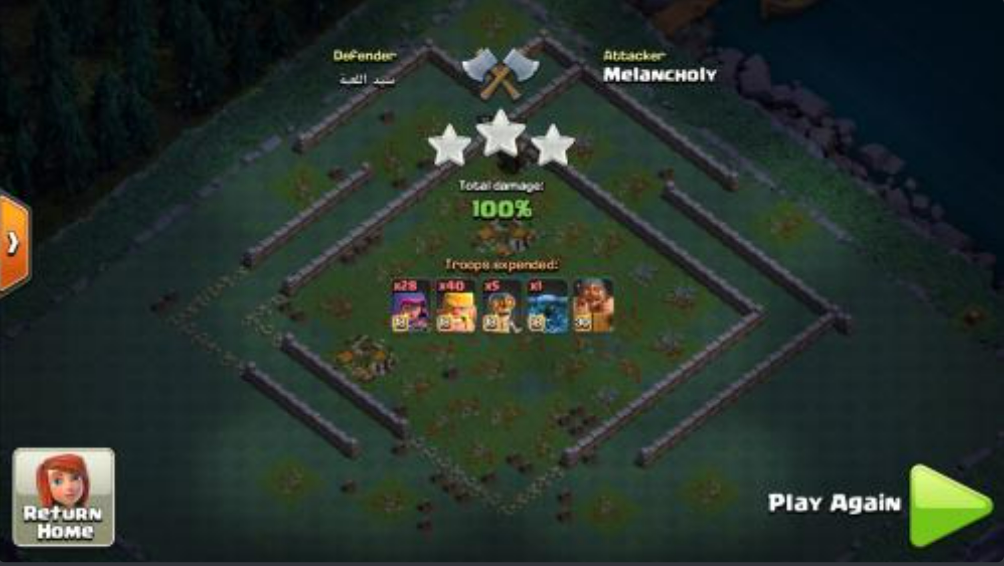 Defender
سيد اللعبة
Attacker
Melancholy
Total damage:
100%
Troops expended:
x28 x40 x5 x1
Return
Home
Play Again